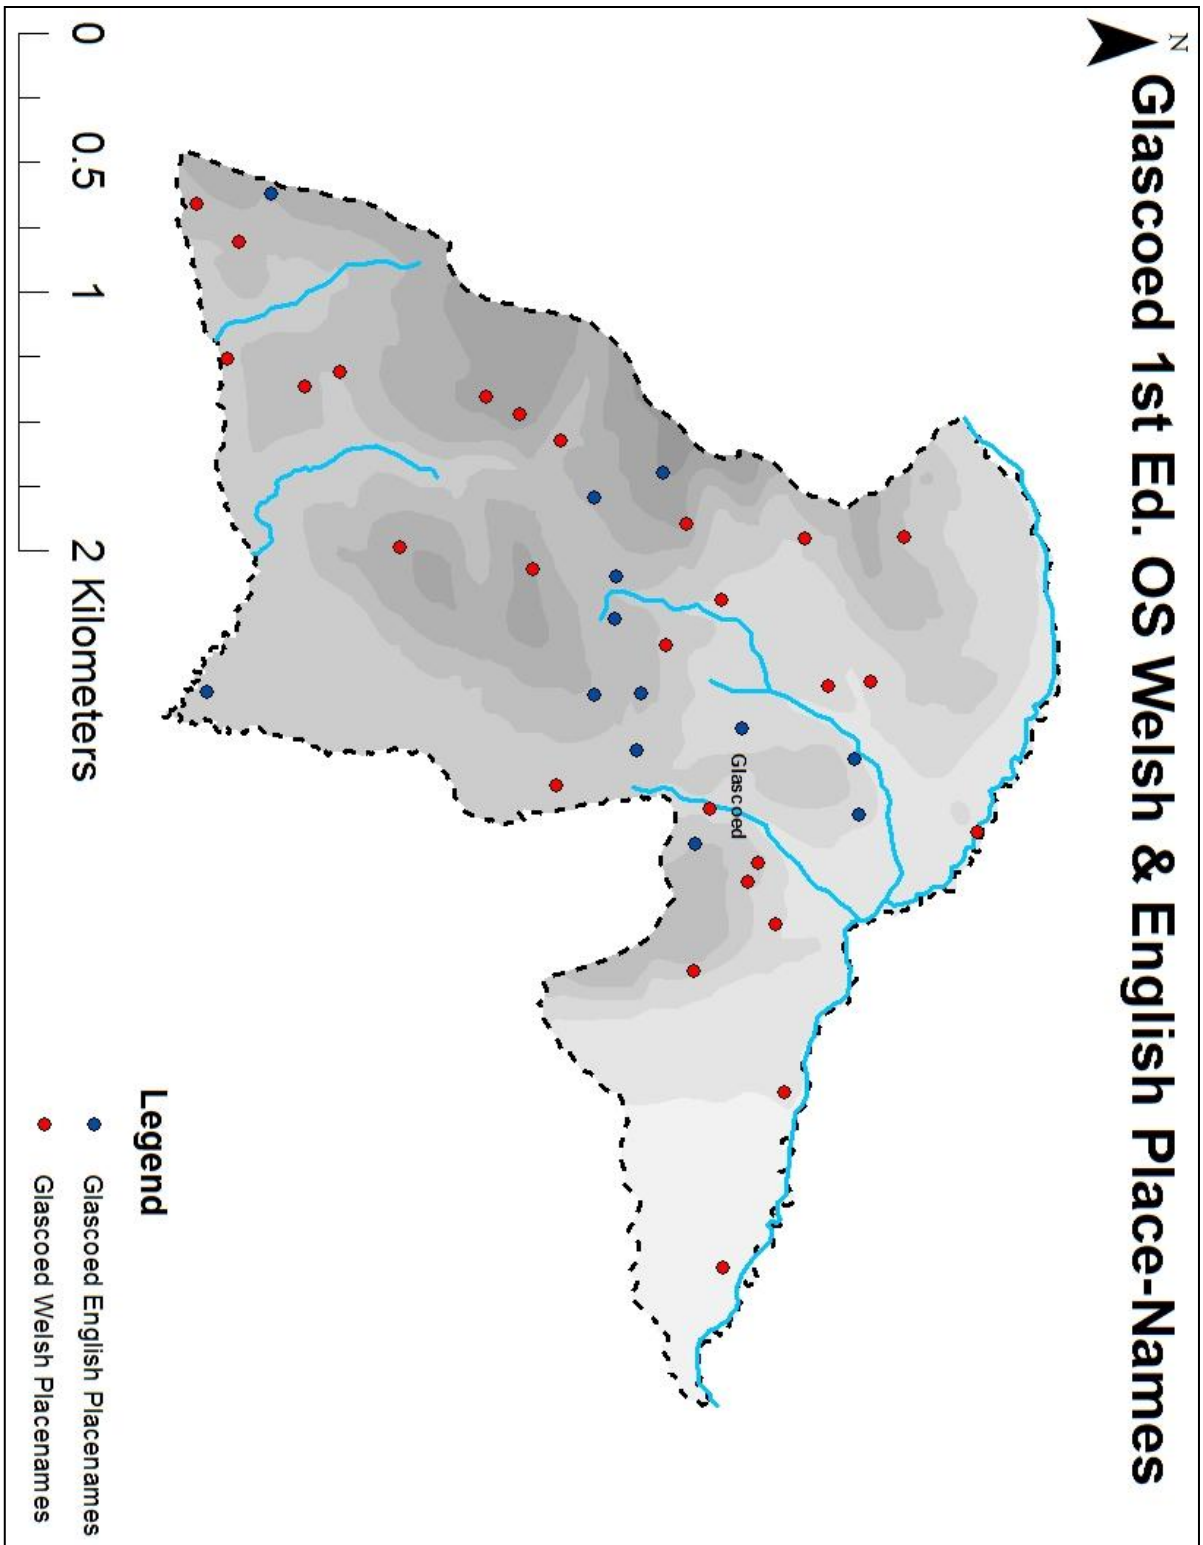 N
Glascoed 1st Ed. OS Welsh & English Place-Names
Glascoed
Legend
Glascoed English Placenames
Glascoed Welsh Placenames
0 0.5 1 2 Kilometers